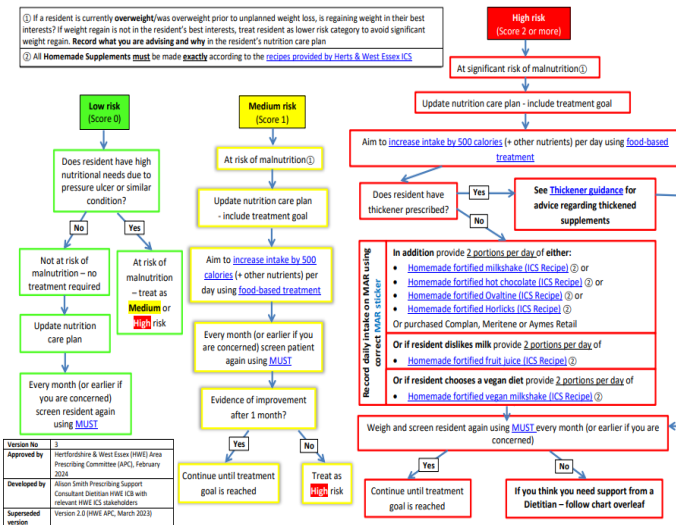 ① If a resident is currently overweight/was overweight prior to unplanned weight loss, is regaining weight in their best
interests? If weight regain is not in the resident's best interests, treat resident as lower risk category to avoid significant
weight regain. Record what you are advising and why in the resident's nutrition care plan
② All Homemade Supplements must be made exactly according to the recipes provided by Herts & West Essex ICS
Low risk
(Score 0)
Does resident have high
nutritional needs due to
pressure ulcer or similar
condition?
No
Yes
Not at risk of
malnutrition – no
treatment required
At risk of
malnutrition
– treat as
Medium or
High risk
Update nutrition
care plan
Every month (or earlier if
you are concerned)
screen resident again
using MUST
Medium risk
(Score 1)
At risk of malnutrition①
Update nutrition care plan
- include treatment goal
Aim to increase intake by 500
calories (+ other nutrients) per
day using food-based treatment
Every month (or earlier if you
are concerned) screen patient
again using MUST
Evidence of improvement
after 1 month?
Yes
No
Continue until treatment
goal is reached
Treat as
High risk
High risk
(Score 2 or more)
At significant risk of malnutrition①
Update nutrition care plan - include treatment goal
Aim to increase intake by 500 calories (+ other nutrients) per day using food-based
treatment
Does resident have
thickener prescribed?
Yes
No
See Thickener guidance for
advice regarding thickened
supplements
Record daily intake on MAR using
correct MAR sticker
In addition provide 2 portions per day of either:
• Homemade fortified milkshake (ICS Recipe) ② or
• Homemade fortified hot chocolate (ICS Recipe) ② or
• Homemade fortified Ovaltine (ICS Recipe) ② or
• Homemade fortified Horlicks (ICS Recipe) ②
Or purchased Complan, Meritene or Aymes Retail
Or if resident dislikes milk provide 2 portions per day of
• Homemade fortified fruit juice (ICS Recipe) ②
Or if resident chooses a vegan diet provide 2 portions per day of
• Homemade fortified vegan milkshake (ICS Recipe) ②
Weigh and screen resident again using MUST every month (or earlier if you are
concerned)
Yes
No
Continue until treatment
goal is reached
If you think you need support from a
Dietitian – follow chart overleaf
Version No 3
Approved by Hertfordshire & West Essex (HWE) Area
Prescribing Committee (APC), February
2024
Developed by Alison Smith Prescribing Support
Consultant Dietitian HWE ICB with
relevant HWE ICS stakeholders
Superseded Version 2.0 (HWE APC, March 2023)
version